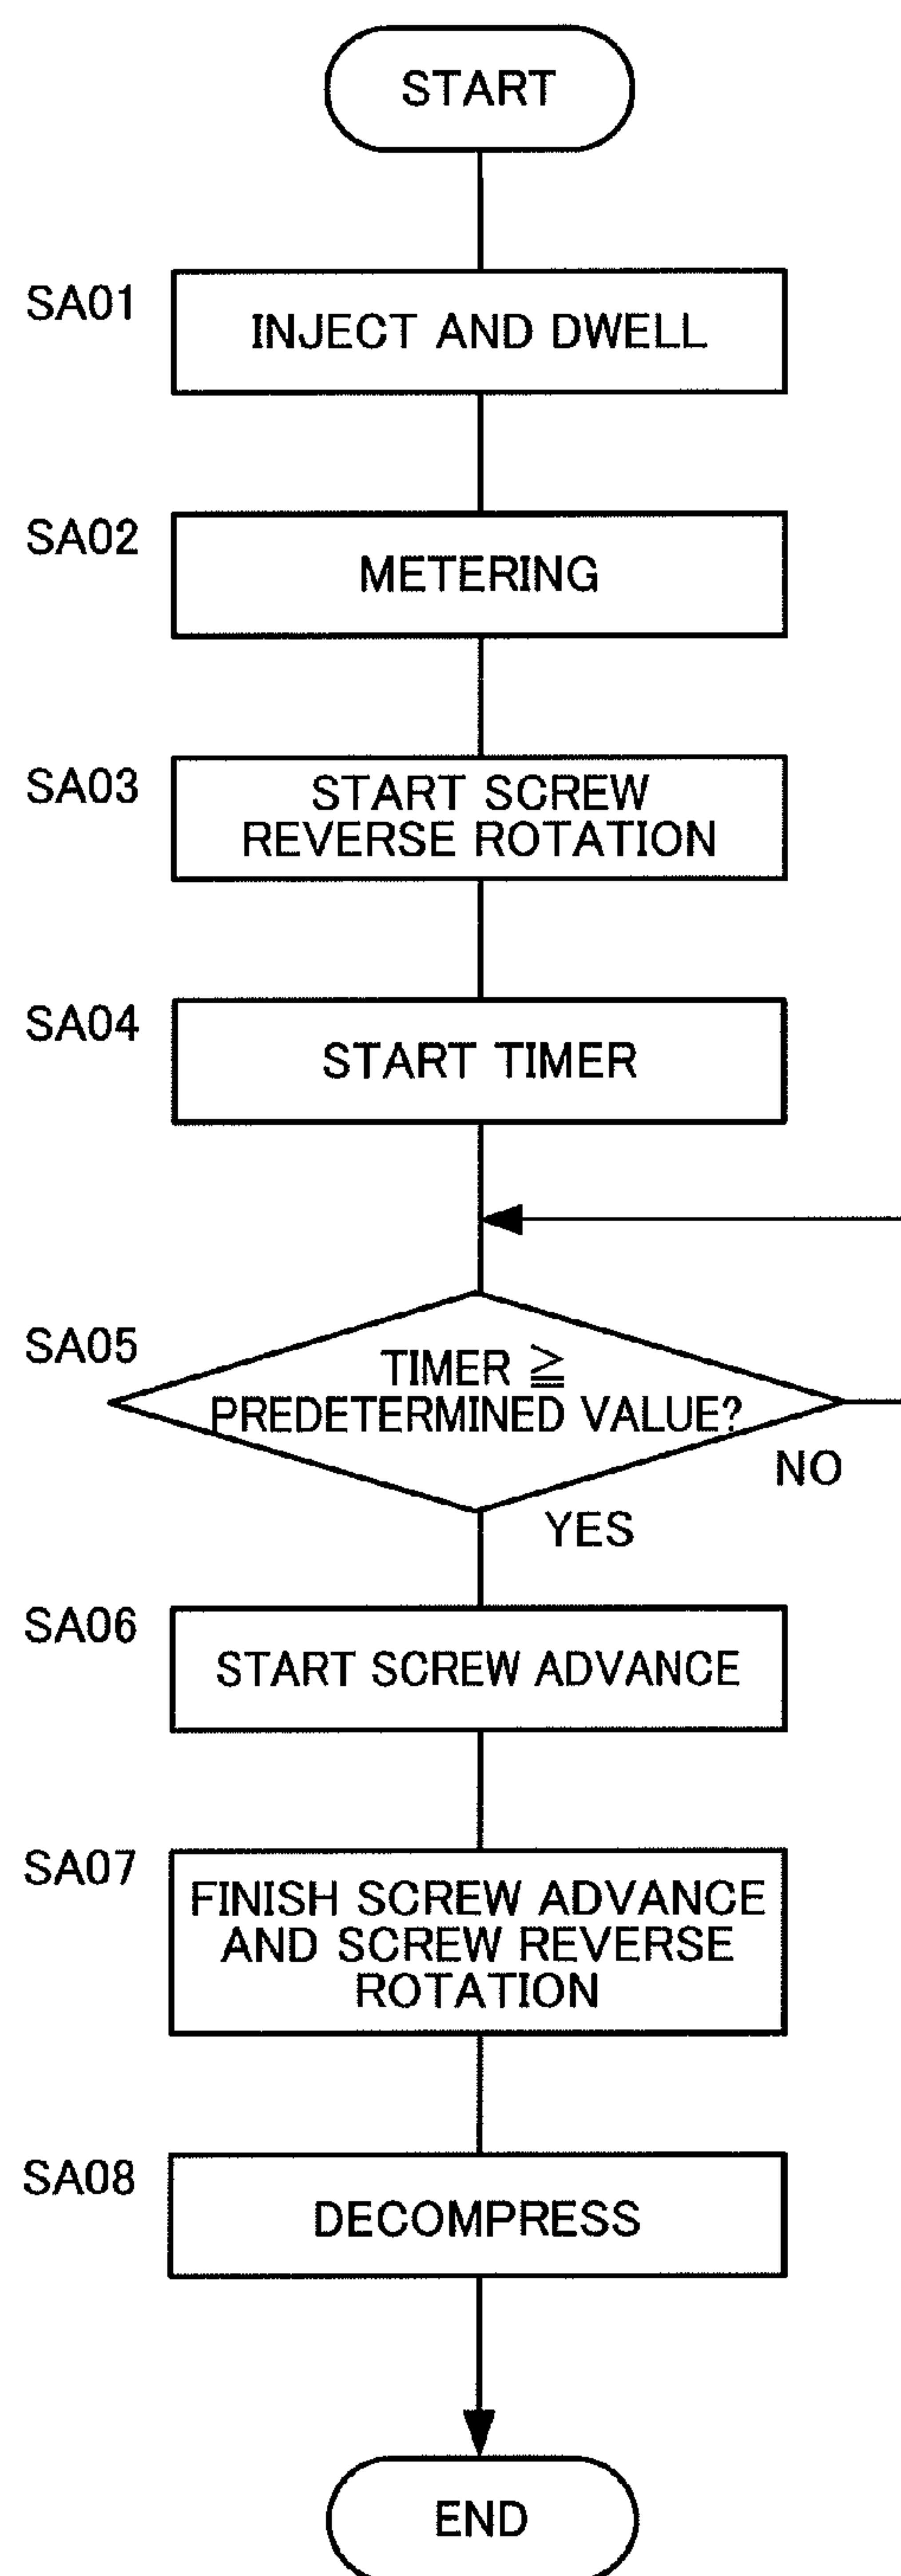 START
SA01
INJECT AND DWELL
SA02
METERING
SA03
START SCREW
REVERSE ROTATION
SA04
START TIMER
SA05
TIMER ≧
PREDETERMINED VALUE?
NO
YES
SA06
START SCREW ADVANCE
SA07
FINISH SCREW ADVANCE
AND SCREW REVERSE
ROTATION
SA08
DECOMPRESS
END